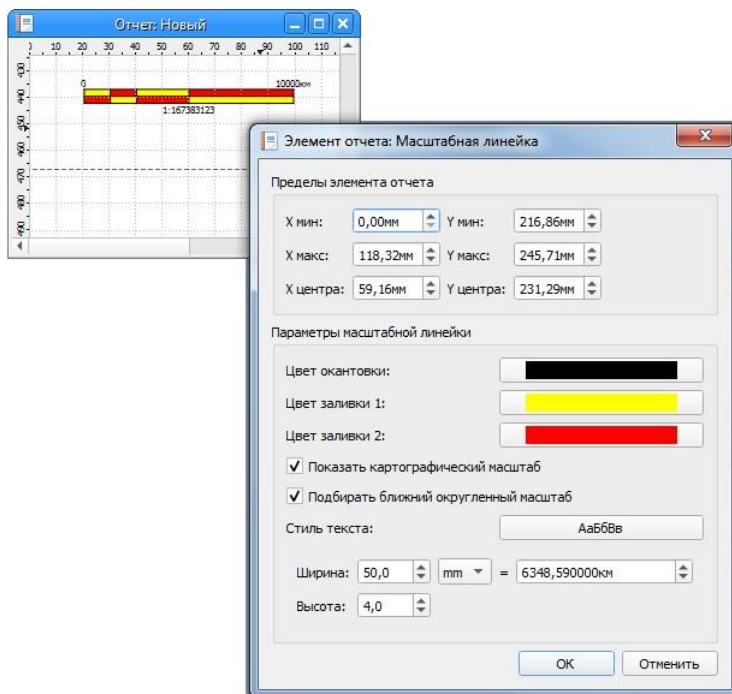 Отчет: Новый
10 20 30 40 50 60 70 80 90 100 110
0 10000км
1:167383123
Элемент отчета: Масштабная линейка
Пределы элемента отчета
X мин: 0,00мм Y мин: 216,86мм
X макс: 118,32мм Y макс: 245,71мм
X центра: 59,16мм Y центра: 231,29мм
Параметры масштабной линейки
Цвет окантовки:
Цвет заливки 1:
Цвет заливки 2:
Показать картографический масштаб
Подбирать ближний округленный масштаб
Стиль текста: АаБбВв
Ширина: 50,0 mm = 6348,590000км
Высота: 4,0
OK Отменить